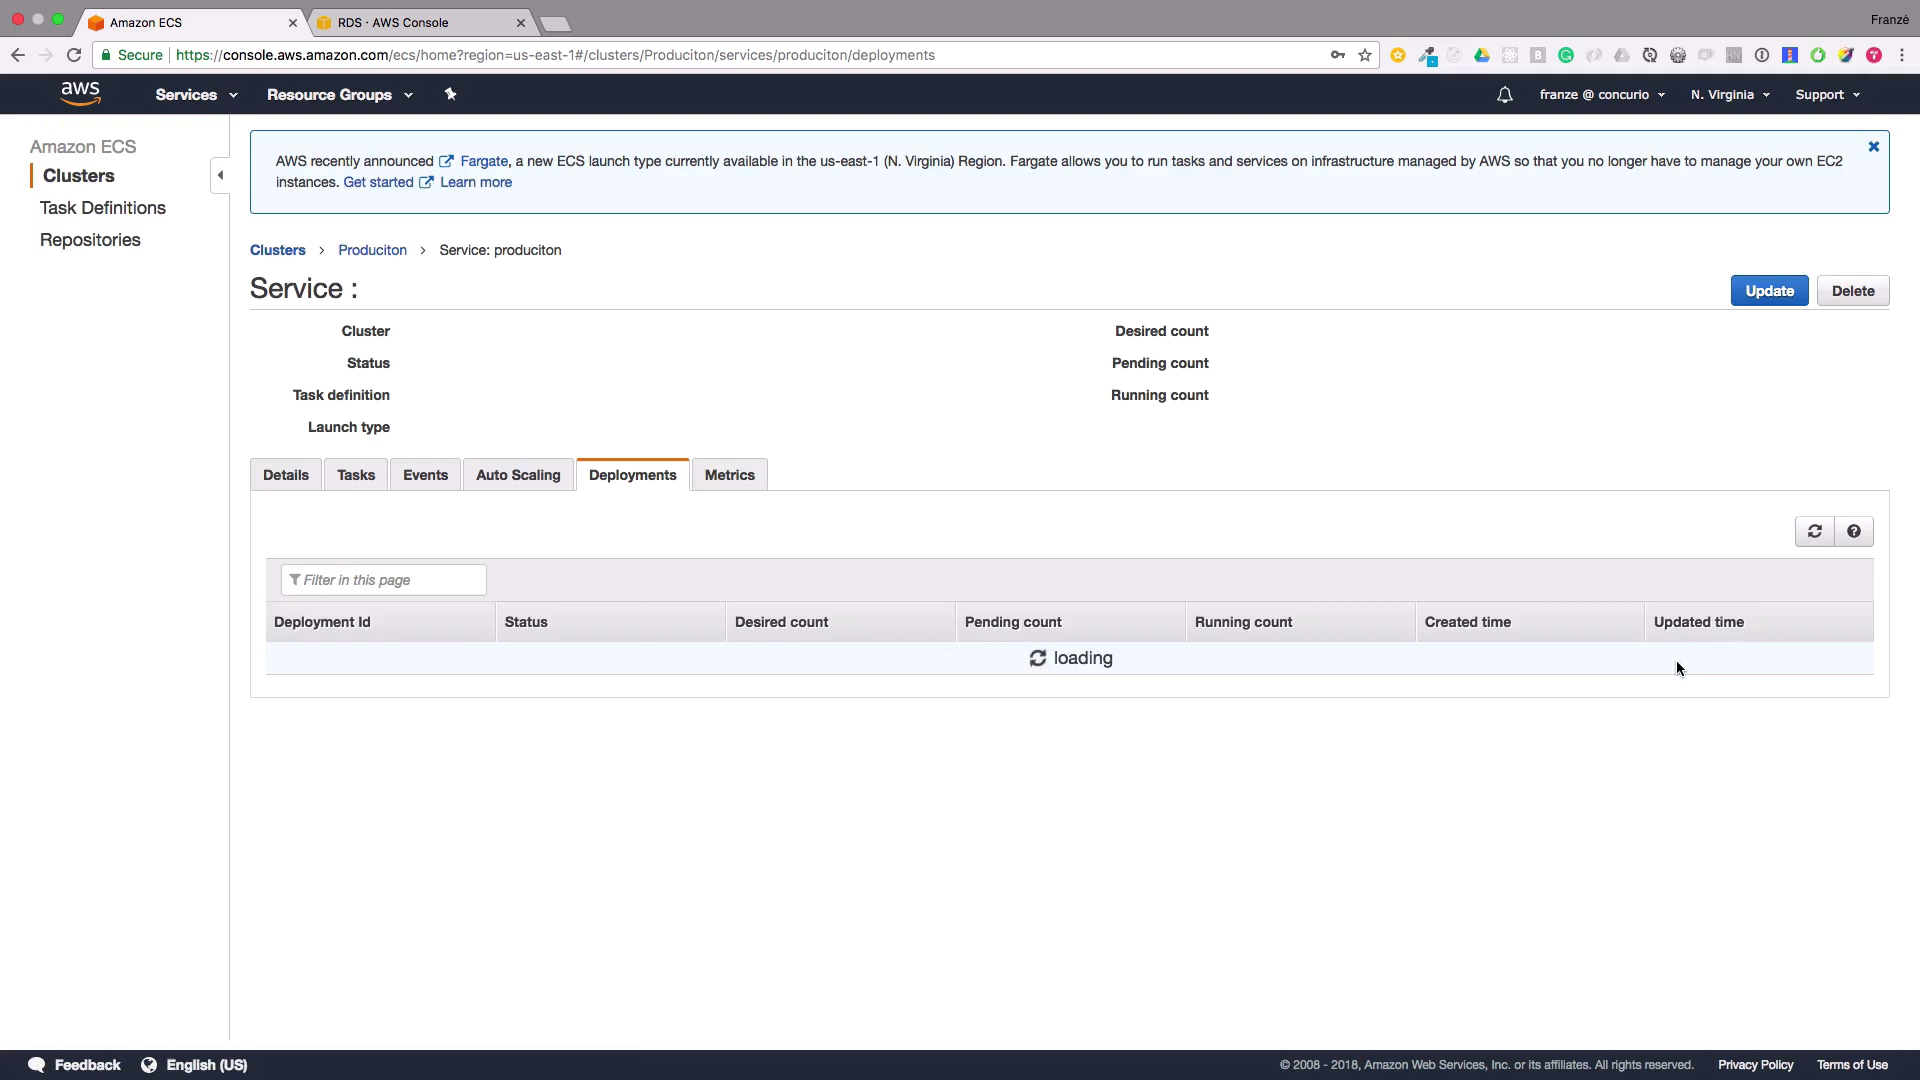 Amazon ECS
RDS · AWS Console
Franzé
Secure
https://console.aws.amazon.com/ecs/home?region=us-east-1#/clusters/Produciton/services/produciton/deployments
aws
Services
Resource Groups
franze @ concurio
N. Virginia
Support
Amazon ECS
Clusters
Task Definitions
Repositories
AWS recently announced Fargate, a new ECS launch type currently available in the us-east-1 (N. Virginia) Region. Fargate allows you to run tasks and services on infrastructure managed by AWS so that you no longer have to manage your own EC2
instances. Get started Learn more
Clusters > Produciton > Service: produciton
Service :
Update
Delete
Cluster
Desired count
Status
Pending count
Task definition
Running count
Launch type
Details
Tasks
Events
Auto Scaling
Deployments
Metrics
Filter in this page
Deployment Id
Status
Desired count
Pending count
Running count
Created time
Updated time
loading
Feedback
English (US)
© 2008 - 2018, Amazon Web Services, Inc. or its affiliates. All rights reserved.
Privacy Policy
Terms of Use